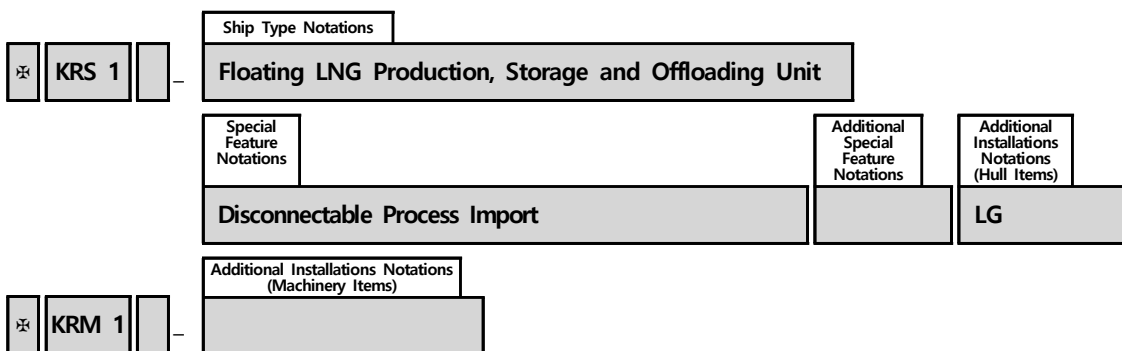 Ship Type Notations
✠ KRS 1 _ Floating LNG Production, Storage and Offloading Unit
Special
Feature
Notations
Additional
Special
Feature
Notations
Additional
Installations
Notations
(Hull Items)
Disconnectable Process Import
LG
Additional Installations Notations
(Machinery Items)
✠ KRM 1 _